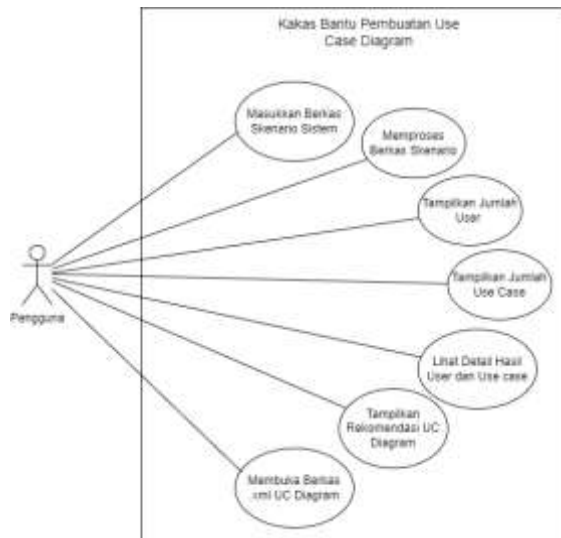 Kakas Bantu Pembuatan Use
Case Diagram
Masukkan Berkas
Skenario Sistem
Memproses
Berkas Skenario
Tampilkan Jumlah
User
Tampilkan Jumlah
Use Case
Lihat Detail Hasil
User dan Use case
Tampilkan
Rekomendasi UC
Diagram
Membuka Berkas
.xml UC Diagram
Pengguna